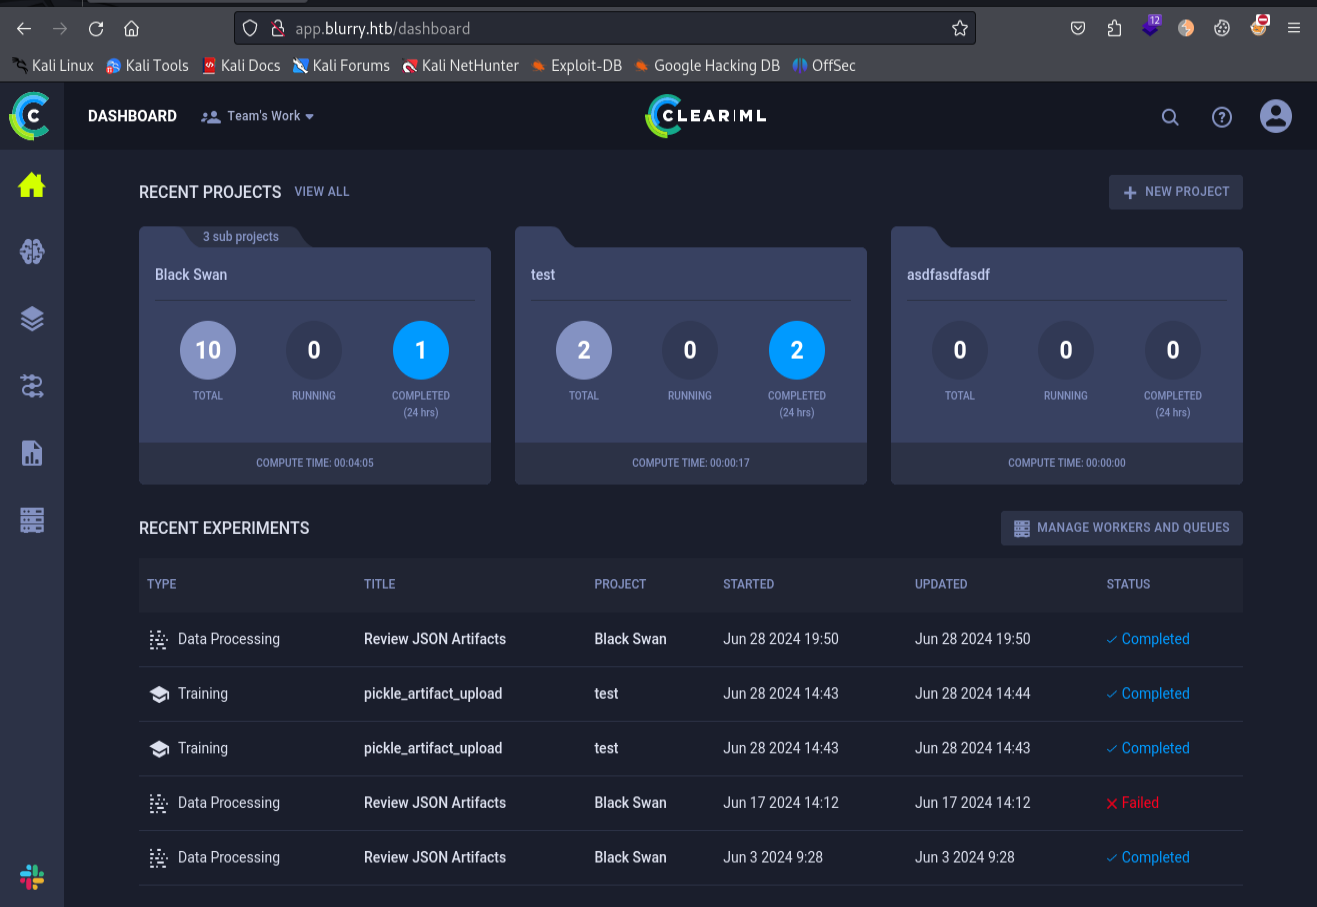 app.blurry.htb/dashboard
12
Kali Linux Kali Tools Kali Docs Kali Forums Kali NetHunter Exploit-DB Google Hacking DB OffSec
C DASHBOARD Team's Work CLEAR|ML ?
RECENT PROJECTS VIEW ALL + NEW PROJECT
3 sub projects
Black Swan test asdfasdfasdf
10 0 1 2 0 2 0 0 0
TOTAL RUNNING COMPLETED TOTAL RUNNING COMPLETED TOTAL RUNNING COMPLETED
(24 hrs) (24 hrs) (24 hrs)
COMPUTE TIME: 00:04:05 COMPUTE TIME: 00:00:17 COMPUTE TIME: 00:00:00
RECENT EXPERIMENTS MANAGE WORKERS AND QUEUES
TYPE TITLE PROJECT STARTED UPDATED STATUS
Data Processing Review JSON Artifacts Black Swan Jun 28 2024 19:50 Jun 28 2024 19:50 Completed
Training pickle_artifact_upload test Jun 28 2024 14:43 Jun 28 2024 14:44 Completed
Training pickle_artifact_upload test Jun 28 2024 14:43 Jun 28 2024 14:43 Completed
Data Processing Review JSON Artifacts Black Swan Jun 17 2024 14:12 Jun 17 2024 14:12 Failed
Data Processing Review JSON Artifacts Black Swan Jun 3 2024 9:28 Jun 3 2024 9:28 Completed